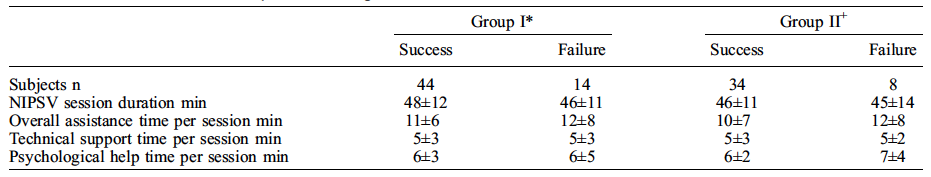 Group I* Group II+
Success Failure Success Failure
Subjects n 44 14 34 8
NIPSV session duration min 48±12 46±11 46±11 45±14
Overall assistance time per session min 11±6 12±8 10±7 12±8
Technical support time per session min 5±3 5±3 5±3 5±2
Psychological help time per session min 6±3 6±5 6±2 7±4